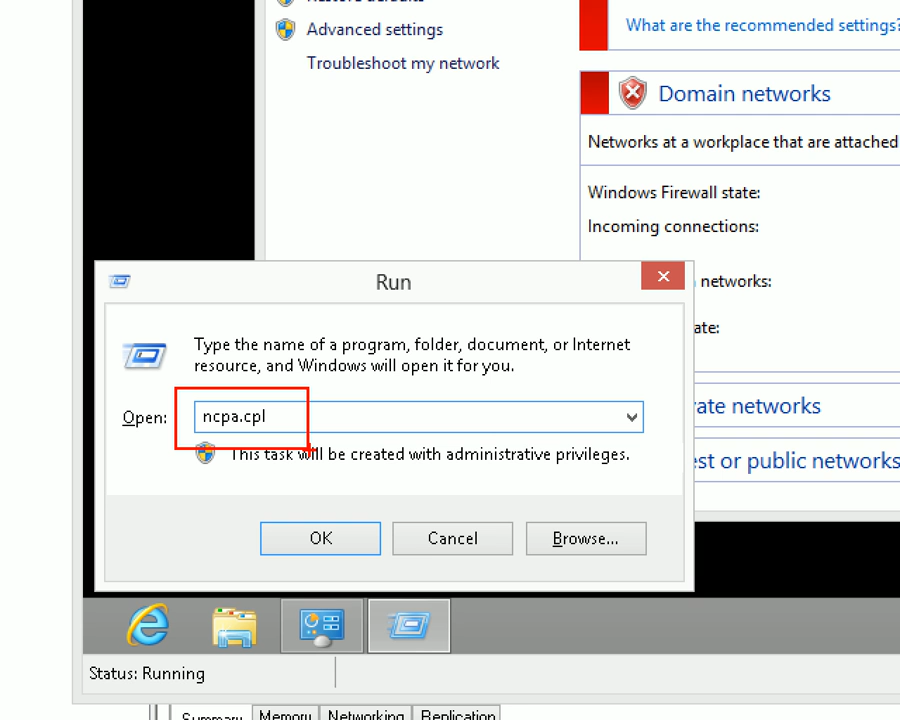 Restore defaults
Advanced settings
Troubleshoot my network
What are the recommended settings?
Domain networks
Networks at a workplace that are attached
Windows Firewall state:
Incoming connections:
networks:
ate:
rate networks
est or public networks
Run
Type the name of a program, folder, document, or Internet
resource, and Windows will open it for you.
Open:
ncpa.cpl
This task will be created with administrative privileges.
OK
Cancel
Browse...
Status: Running
Summary
Memory
Networking
Replication